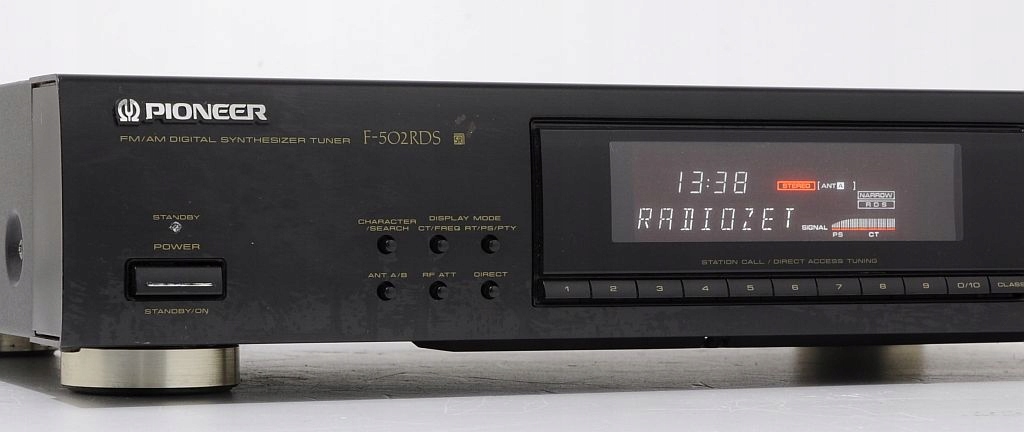 PIONEER
FM/AM DIGITAL SYNTHESIZER TUNER F-502RDS
STANDBY
POWER
STANDBY/ON
CHARACTER
/SEARCH
DISPLAY MODE
CT/FREQ RT/PS/PTY
ANT A/B RF ATT DIRECT
13:38 STEREO [ANT A ]
NARROW
RDS
RADIOZET SIGNAL
PS CT
STATION CALL / DIRECT ACCESS TUNING
1 2 3 4 5 6 7 8 9 0/10 CLASS